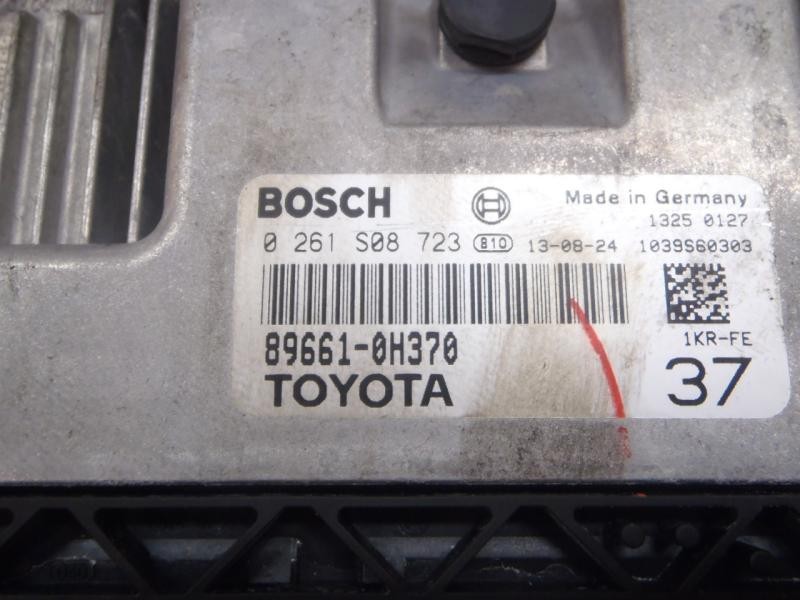 BOSCH Made in Germany
1325 0127
0 261 S08 723 810 13-08-24 1039S60303
89661-0H370
1KR-FE
TOYOTA 37